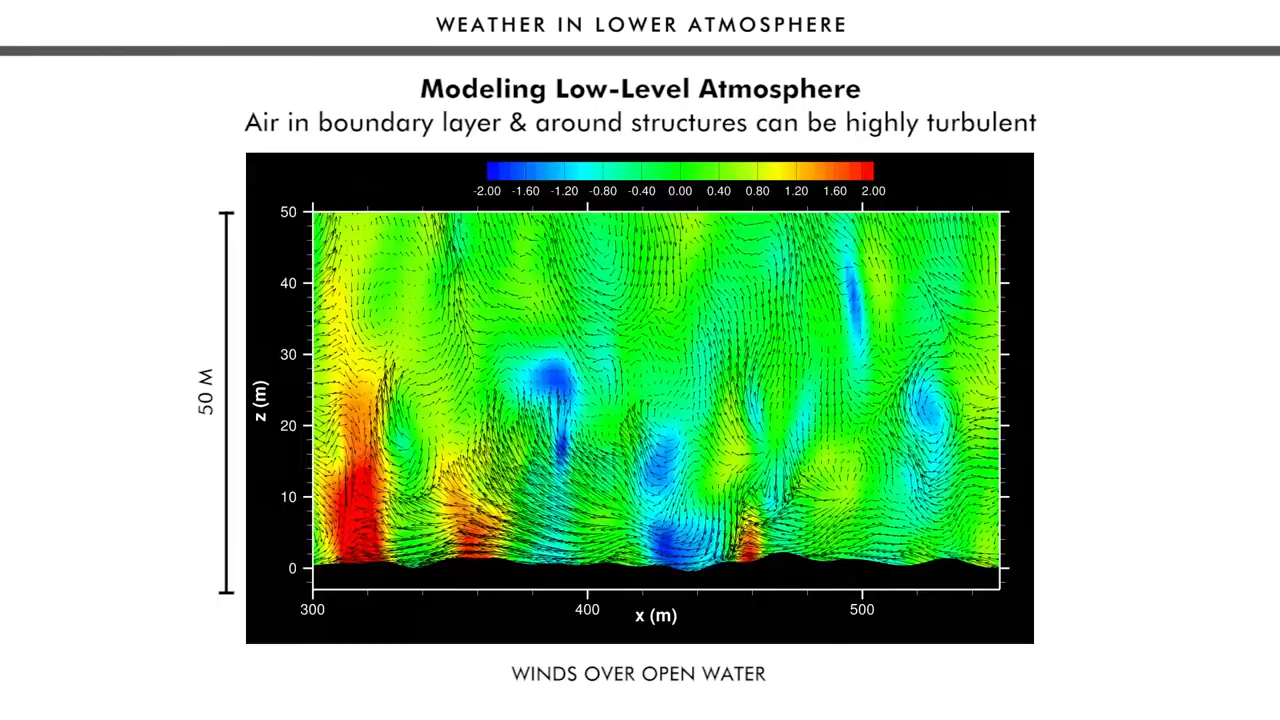 WEATHER IN LOWER ATMOSPHERE
Modeling Low-Level Atmosphere
Air in boundary layer & around structures can be highly turbulent
-2.00 -1.60 -1.20 -0.80 -0.40 0.00 0.40 0.80 1.20 1.60 2.00
50
40
30
20
10
0
z (m)
50 M
300 400 500
x (m)
WINDS OVER OPEN WATER